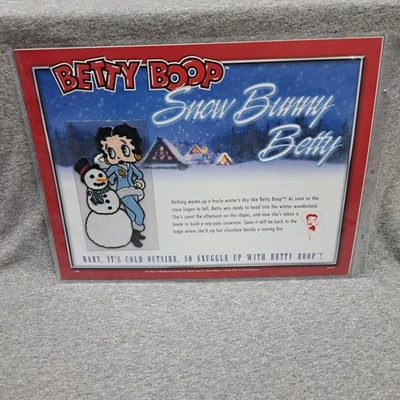 BETTY BOOP™
Snow Bunny
Betty
Nothing warms up a frosty winter's day like Betty Boop™! As soon as the
snow began to fall, Betty was ready to head into the winter wonderland.
She's spent the afternoon on the slopes, and now she's taken a
break to build a roly-poly snowman. Soon it will be back to the
lodge where she'll sip hot chocolate beside a roaring fire.
BABY, IT'S COLD OUTSIDE, SO SNUGGLE UP WITH BETTY BOOP™!